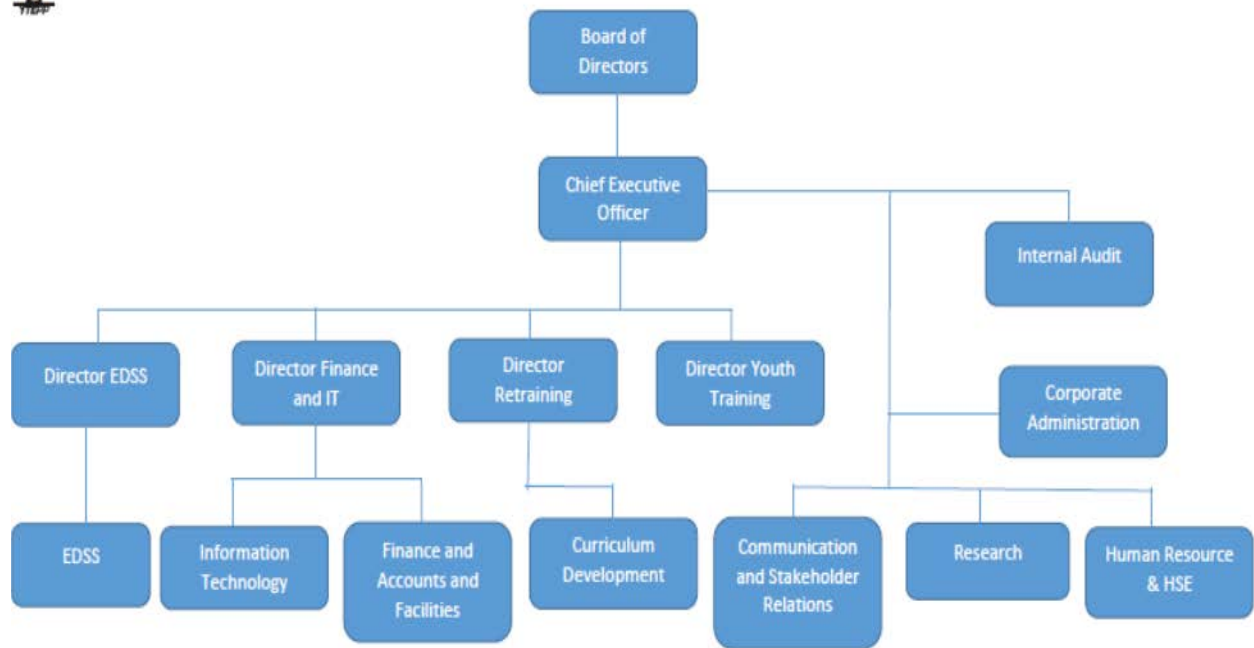 YTEPP
Board of
Directors
Chief Executive
Officer
Internal Audit
Director EDSS
Director Finance
and IT
Director
Retraining
Director Youth
Training
Corporate
Administration
EDSS
Information
Technology
Finance and
Accounts and
Facilities
Curriculum
Development
Communication
and Stakeholder
Relations
Research
Human Resource
& HSE